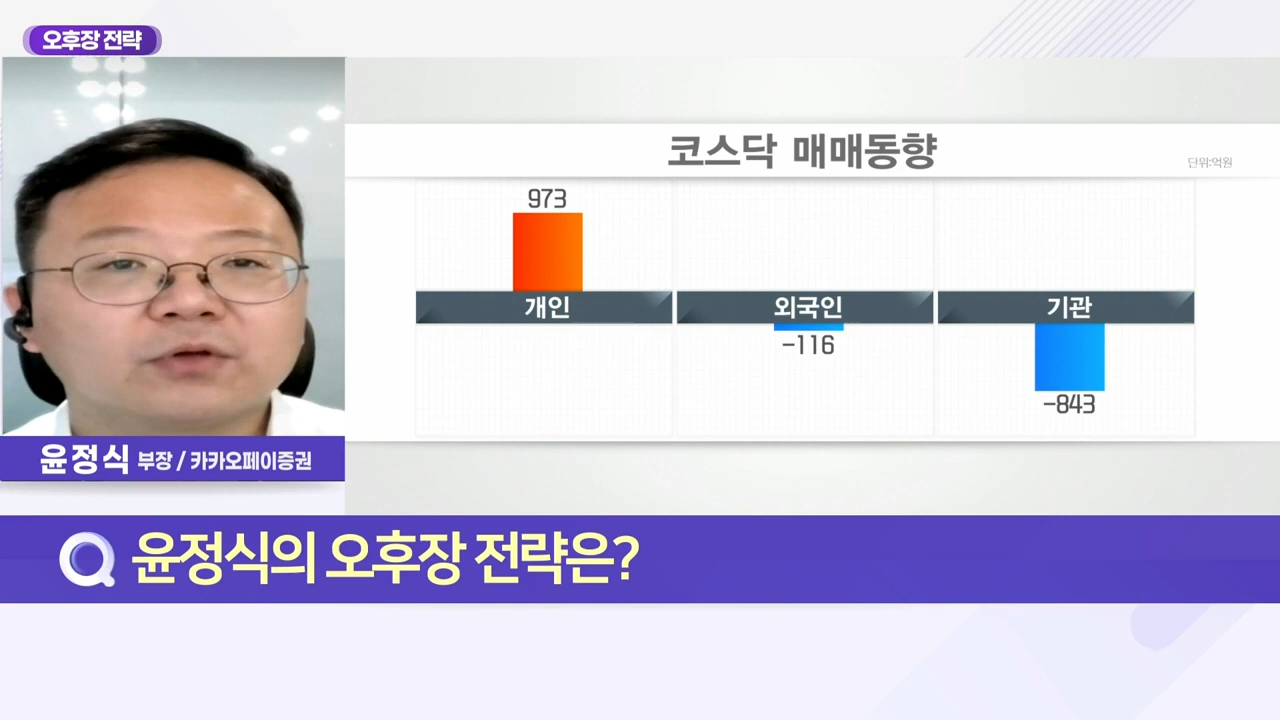 오후장 전략
코스닥 매매동향
단위:억원
973
개인
외국인
기관
-116
-843
윤정식 부장 / 카카오페이증권
윤정식의 오후장 전략은?